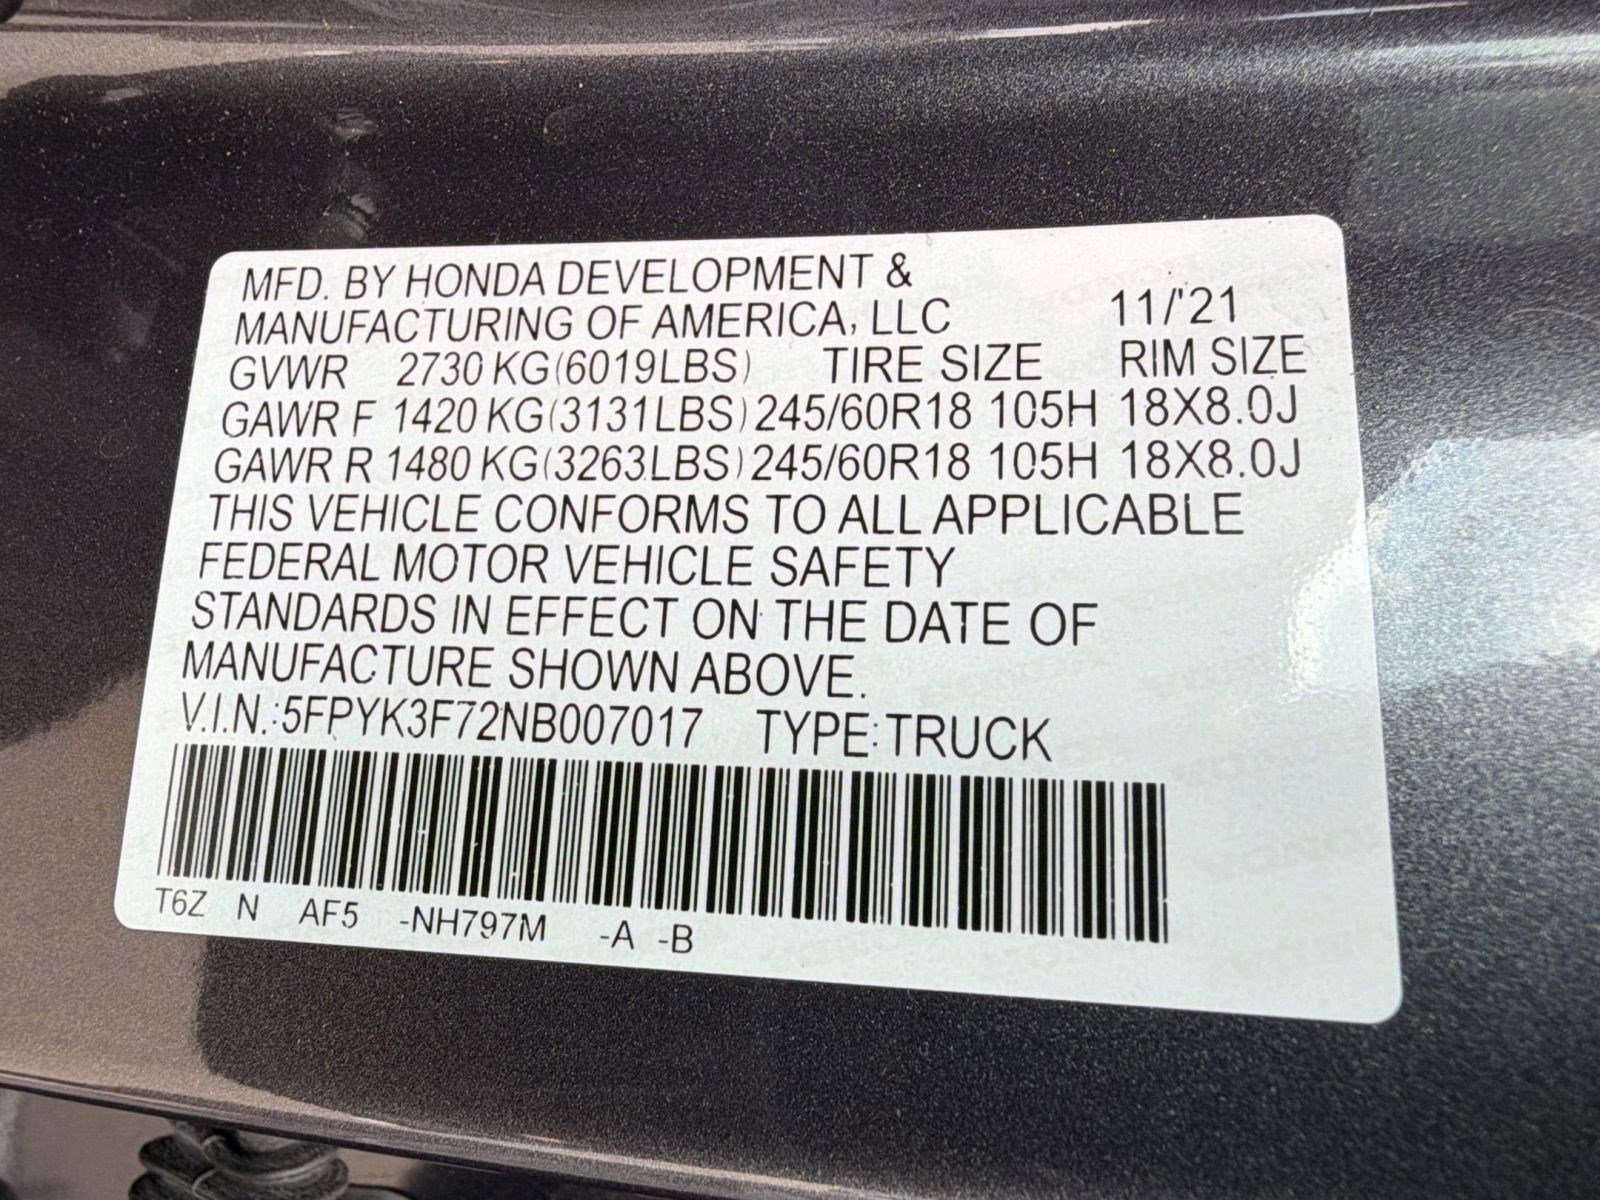 MFD. BY HONDA DEVELOPMENT &
MANUFACTURING OF AMERICA, LLC 11/'21
GVWR 2730 KG(6019LBS) TIRE SIZE RIM SIZE
GAWR F 1420 KG(3131LBS) 245/60R18 105H 18X8.0J
GAWR R 1480 KG(3263LBS) 245/60R18 105H 18X8.0J
THIS VEHICLE CONFORMS TO ALL APPLICABLE
FEDERAL MOTOR VEHICLE SAFETY
STANDARDS IN EFFECT ON THE DATE OF
MANUFACTURE SHOWN ABOVE.
V.I.N.:5FPYK3F72NB007017 TYPE:TRUCK
T6Z N AF5 -NH797M -A -B